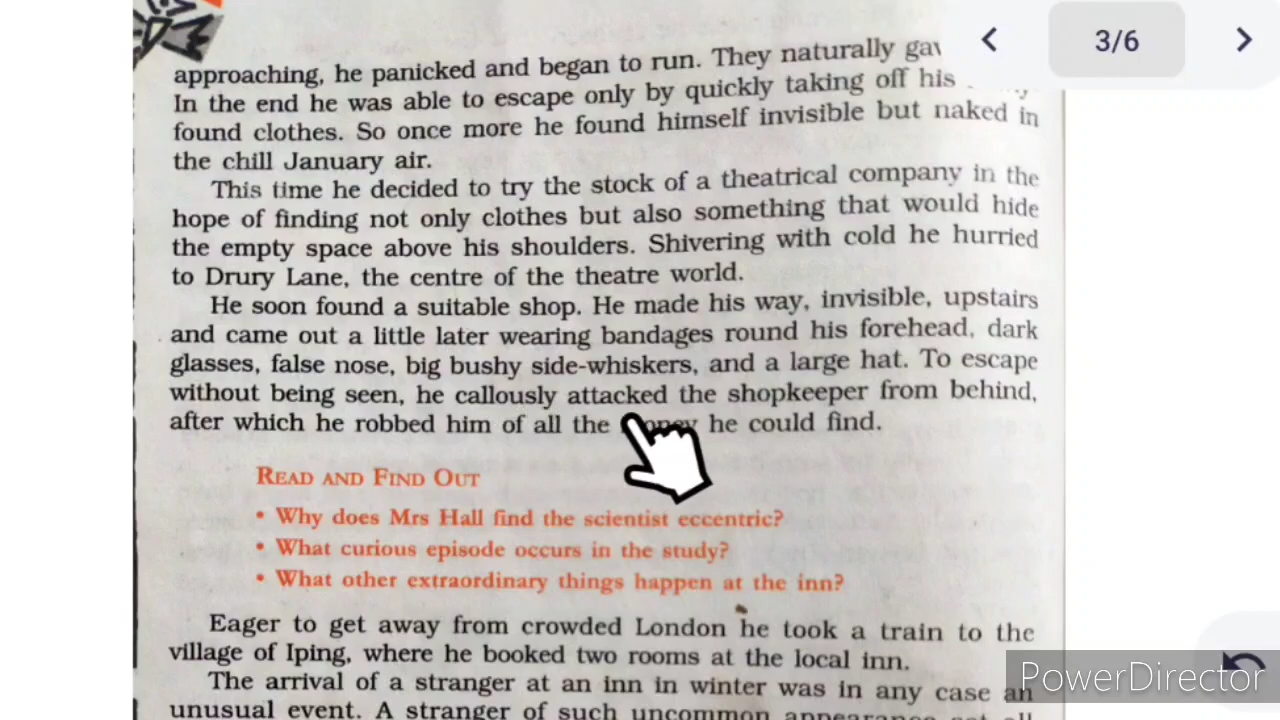 3/6
approaching, he panicked and began to run. They naturally
In the end he was able to escape only by quickly taking off his
found clothes. So once more he found himself invisible but naked in
the chill January air.
This time he decided to try the stock of a theatrical company in the
hope of finding not only clothes but also something that would hide
the empty space above his shoulders. Shivering with cold he hurried
to Drury Lane, the centre of the theatre world.
He soon found a suitable shop. He made his way, invisible, upstairs
and came out a little later wearing bandages round his forehead, dark
glasses, false nose, big bushy side-whiskers, and a large hat. To escape
without being seen, he callously attacked the shopkeeper from behind,
after which he robbed him of all the he could find.
READ AND FIND OUT
• Why does Mrs Hall find the scientist eccentric?
• What curious episode occurs in the study?
• What other extraordinary things happen at the inn?
Eager to get away from crowded London he took a train to the
village of Iping, where he booked two rooms at the local inn.
The arrival of a stranger at an inn in winter was in any case an
unusual event. A stranger of such uncommon
PowerDirector